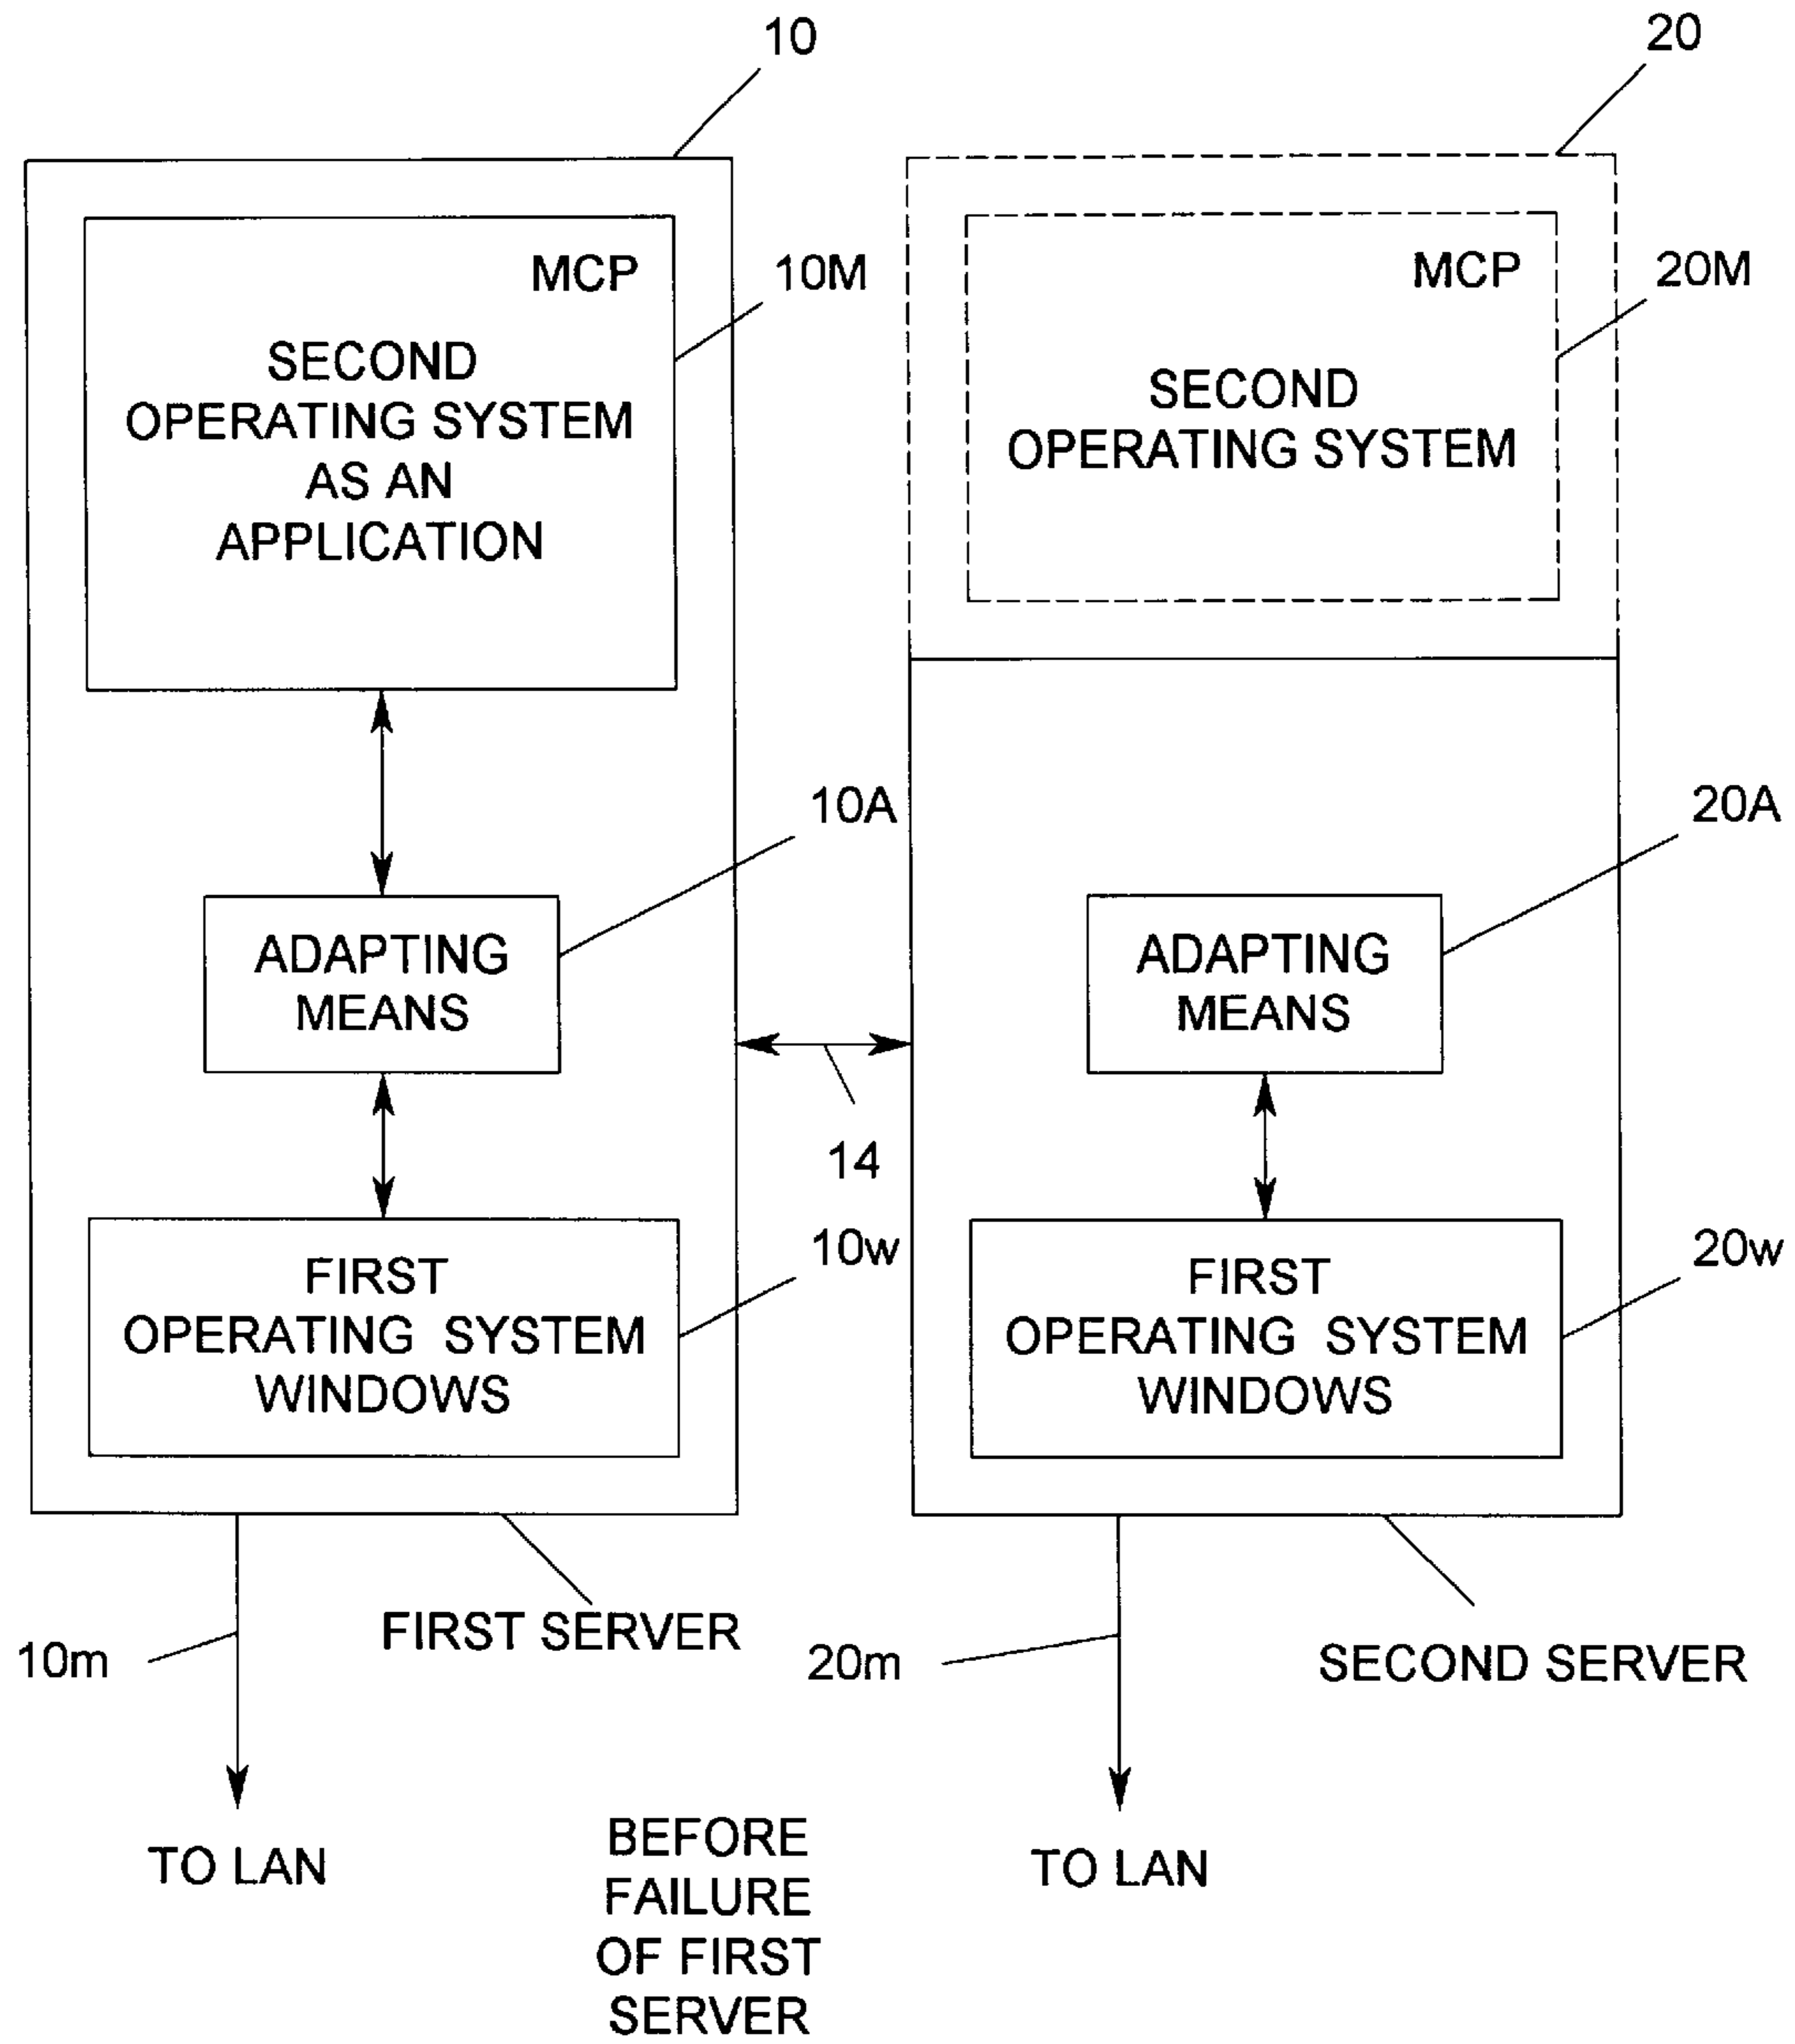 10
20
MCP
10M
SECOND
OPERATING SYSTEM
AS AN
APPLICATION
MCP
20M
SECOND
OPERATING SYSTEM
10A
ADAPTING
MEANS
20A
ADAPTING
MEANS
14
10w
FIRST
OPERATING SYSTEM
WINDOWS
20w
FIRST
OPERATING SYSTEM
WINDOWS
FIRST SERVER
10m
SECOND SERVER
20m
TO LAN
TO LAN
BEFORE
FAILURE
OF FIRST
SERVER